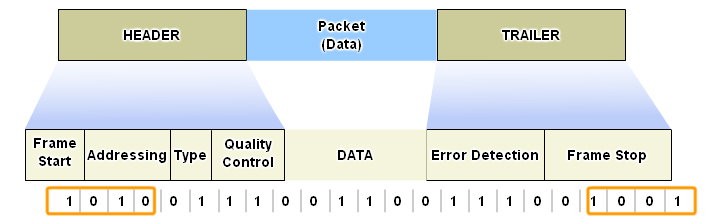 HEADER
Packet
(Data)
TRAILER
Frame
Start
Addressing
Type
Quality
Control
DATA
Error Detection
Frame Stop
1 0 1 0 0 1 1 1 0 0 1 1 0 0 1 1 1 0 0 1 0 0 1